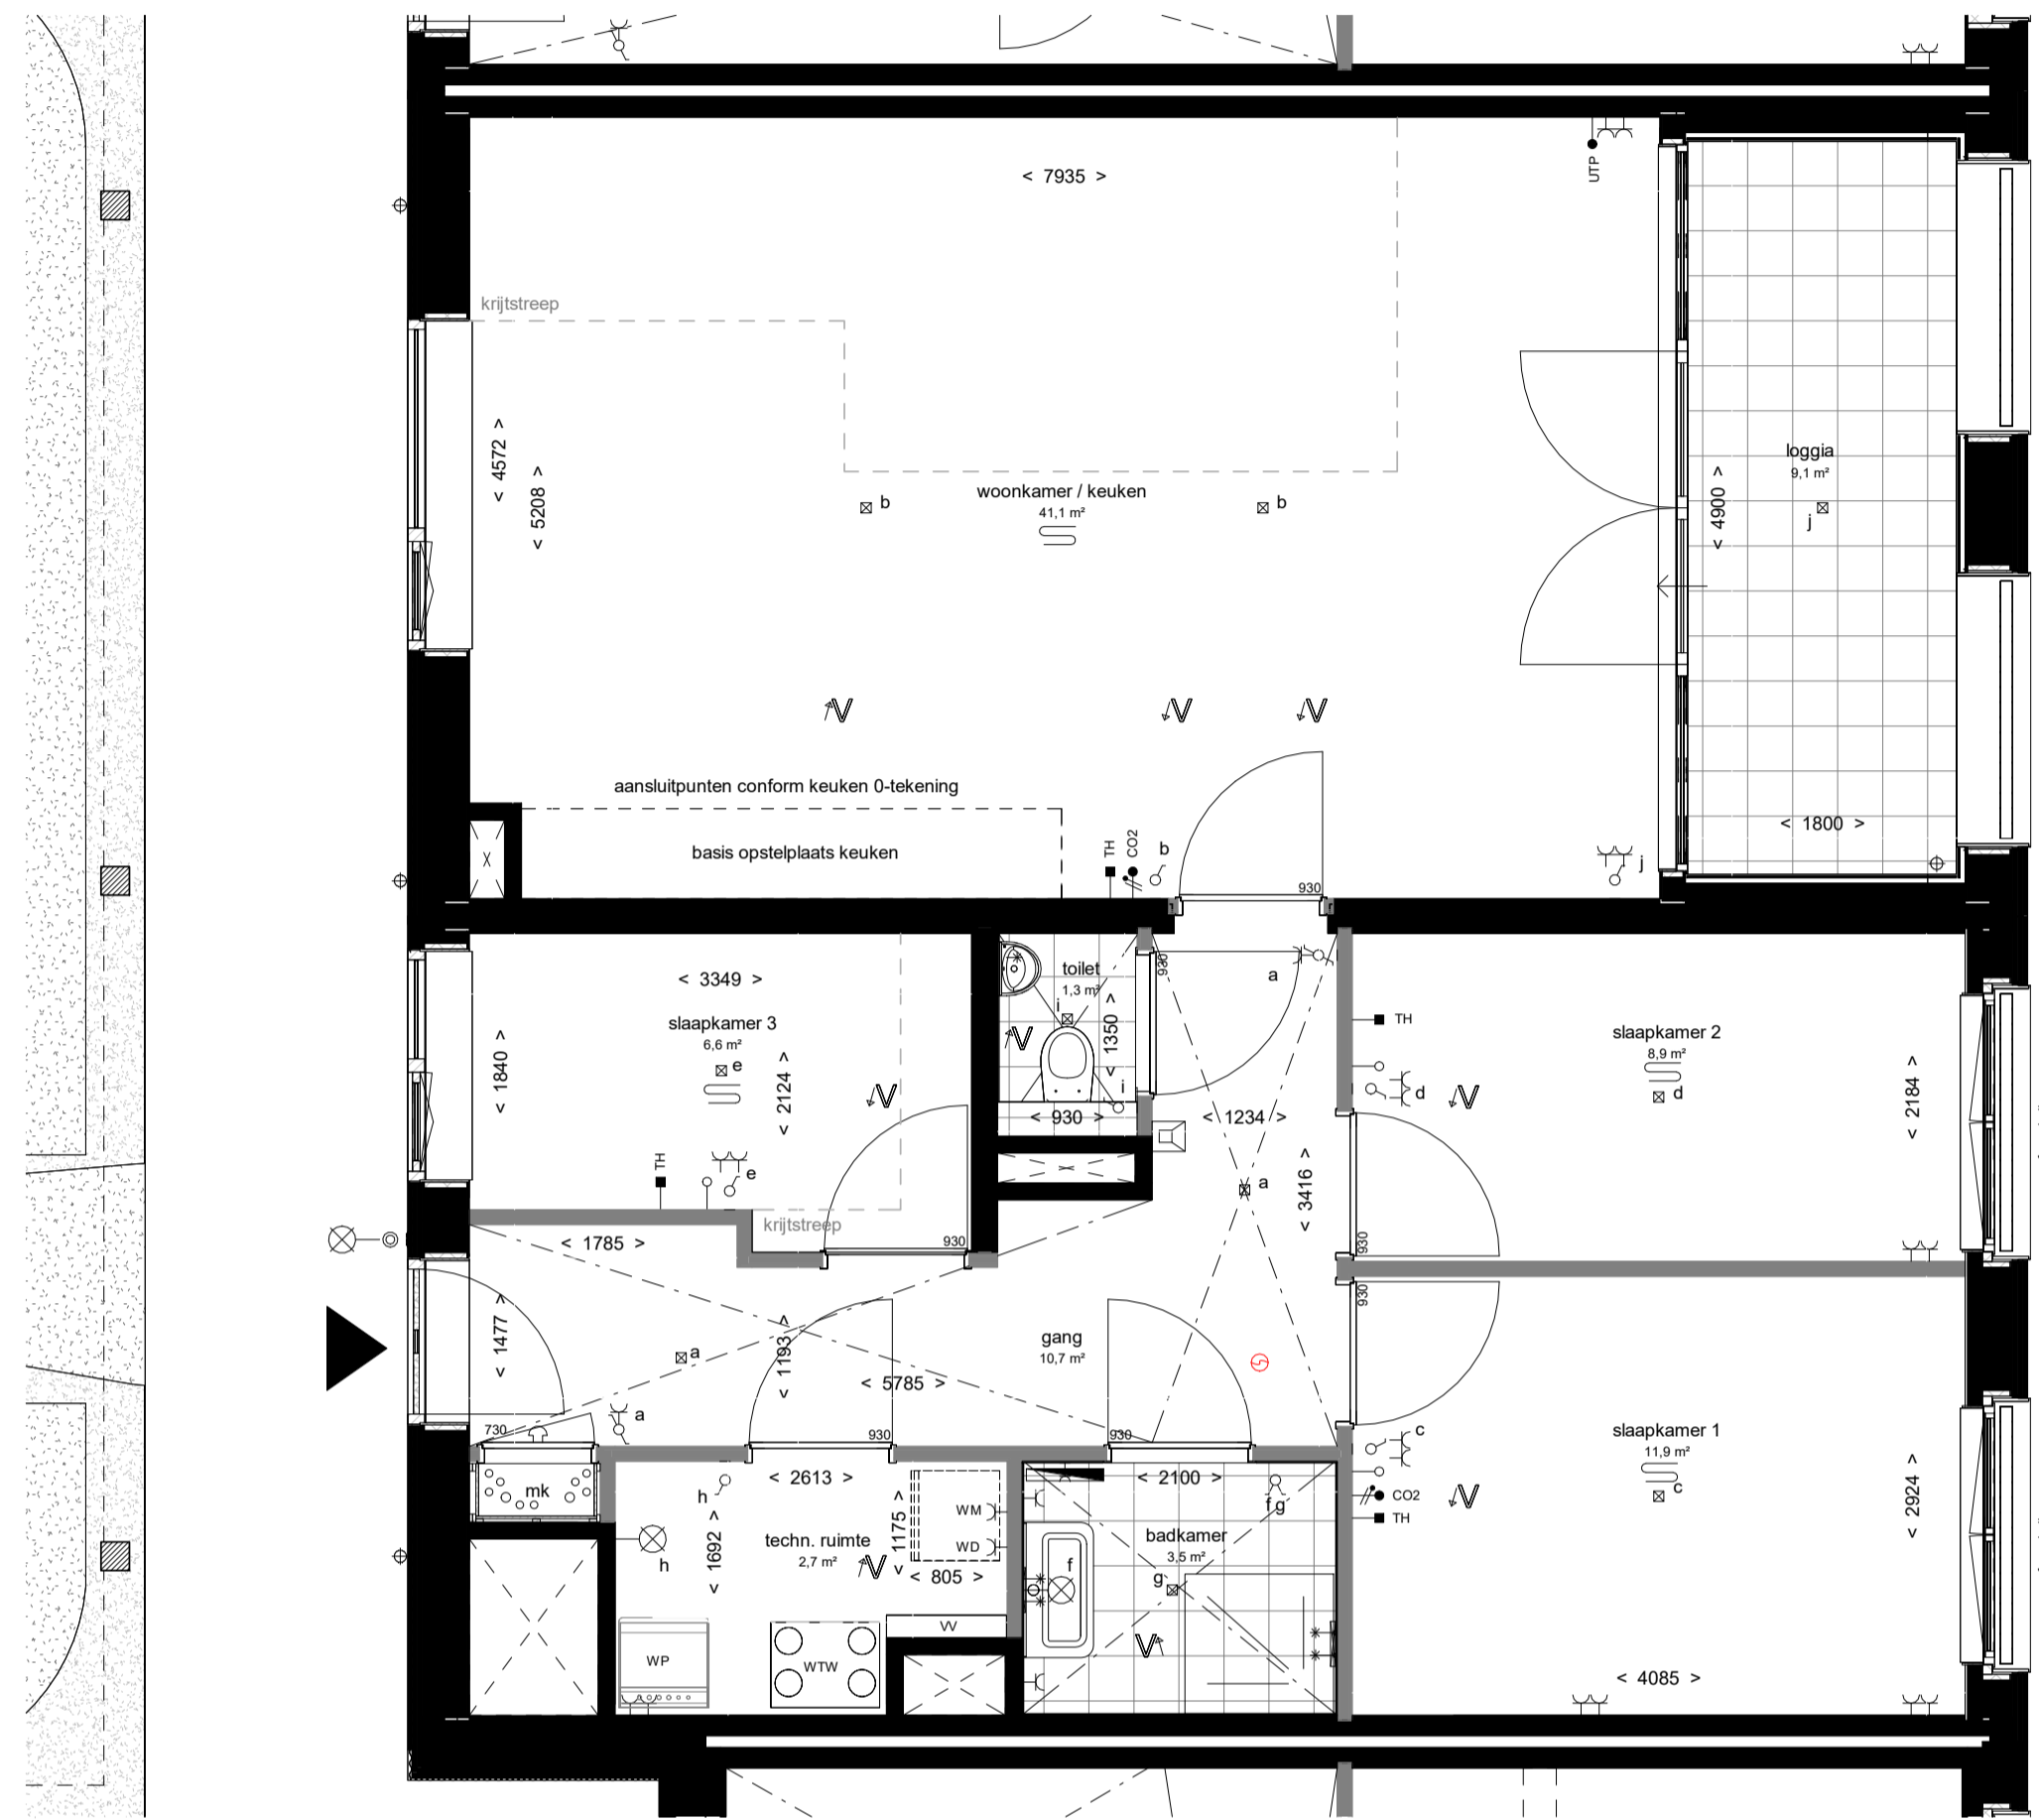 < 7935 >
UTP
krijtstreep
< 4572 >
< 5208 >
loggia
9,1 m²
j
< 4900 >
woonkamer / keuken
41,1 m²
b
b
V
V
V
aansluitpunten conform keuken 0-tekening
basis opstelplaats keuken
TH
CO2
b
930
< 1800 >
j
< 3349 >
slaapkamer 3
6,6 m²
e
< 1840 >
< 2124 >
V
TH
e
krijtstreep
930
toilet
1,3 m²
i
< 1350 >
V
i
< 930 >
930
a
< 1234 >
a
< 3416 >
TH
d
V
slaapkamer 2
8,9 m²
d
< 2184 >
930
930
< 1785 >
< 1477 >
a
< 1193 >
< 5785 >
gang
10,7 m²
730
a
930
930
mk
h
< 2613 >
h
< 1692 >
techn. ruimte
2,7 m²
V
< 1175 >
WM
WD
< 805 >
VV
WP
WTW
< 2100 >
f g
badkamer
3,5 m²
f
g
V
c
CO2
TH
V
slaapkamer 1
11,9 m²
c
< 2924 >
< 4085 >